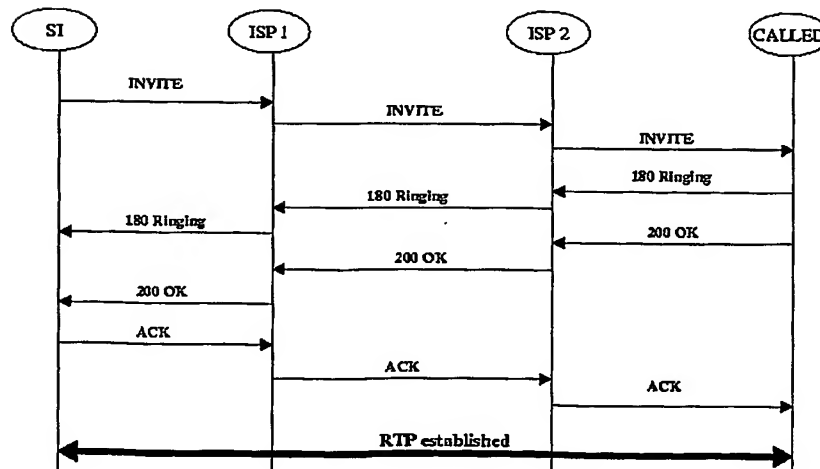 SI
ISP 1
ISP 2
CALLED
INVITE
INVITE
INVITE
180 Ringing
180 Ringing
180 Ringing
200 OK
200 OK
200 OK
ACK
ACK
ACK
RTP established